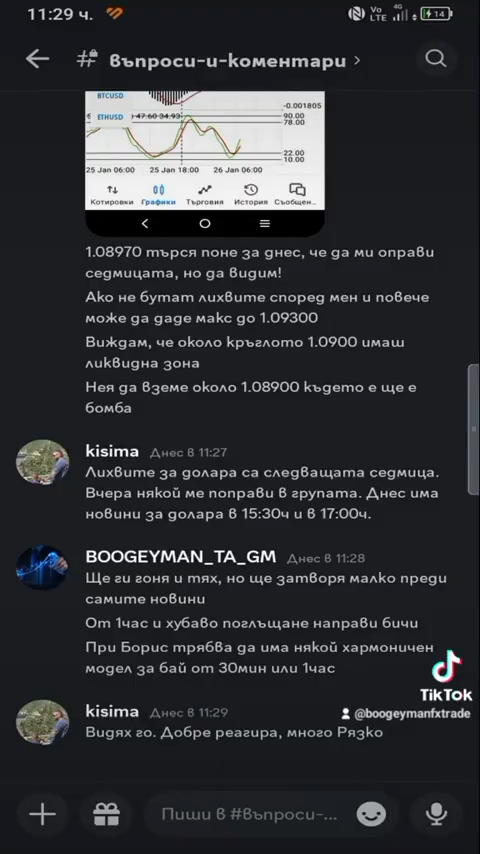 11:29 ч.
Vo
LTE
4G
14
# въпроси-и-коментари ›
BTCUSD
ETHUSD
47.60 34.93
-0.001805
90.00
78.00
22.00
10.00
25 Jan 06:00 25 Jan 18:00 26 Jan 06:00
Котировки Графики Търговия История Съобщен...
1.08970 търся поне за днес, че да ми оправи
седмицата, но да видим!
Ако не бутат лихвите според мен и повече
може да даде макс до 1.09300
Виждам, че около кръглото 1.0900 имаш
ликвидна зона
Нея да вземе около 1.08900 където е ще е
бомба
kisima Днес в 11:27
Лихвите за долара са следващата седмица.
Вчера някой ме поправи в групата. Днес има
новини за долара в 15:30ч и в 17:00ч.
BOOGEYMAN_TA_GM Днес в 11:28
Ще ги гоня и тях, но ще затворя малко преди
самите новини
От 1час и хубаво поглъщане направи бичи
При Борис трябва да има някой хармоничен
модел за бай от 30мин или 1час
TikTok
@boogeymanfxtrade
kisima Днес в 11:29
Видях го. Добре реагира, много Рязко
Пиши в #въпроси-...